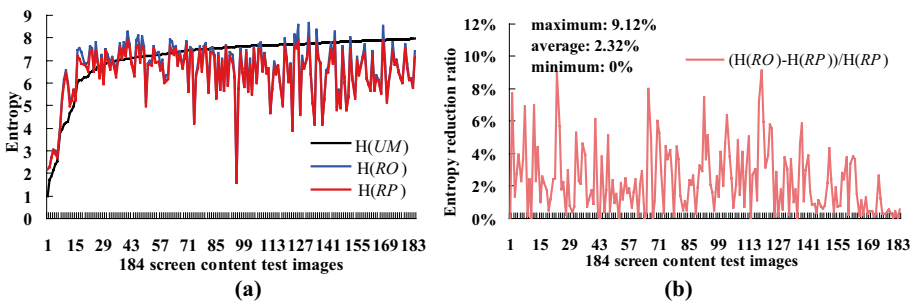 9
8
7
6
5
4
3
2
1
0
Entropy
H(UM)
H(RO)
H(RP)
1 15 29 43 57 71 85 99 113 127 141 155 169 183
184 screen content test images
(a)
12%
10%
8%
6%
4%
2%
0%
Entropy reduction ratio
maximum: 9.12%
average: 2.32%
minimum: 0%
(H(RO)-H(RP))/H(RP)
1 15 29 43 57 71 85 99 113 127 141 155 169 183
184 screen content test images
(b)